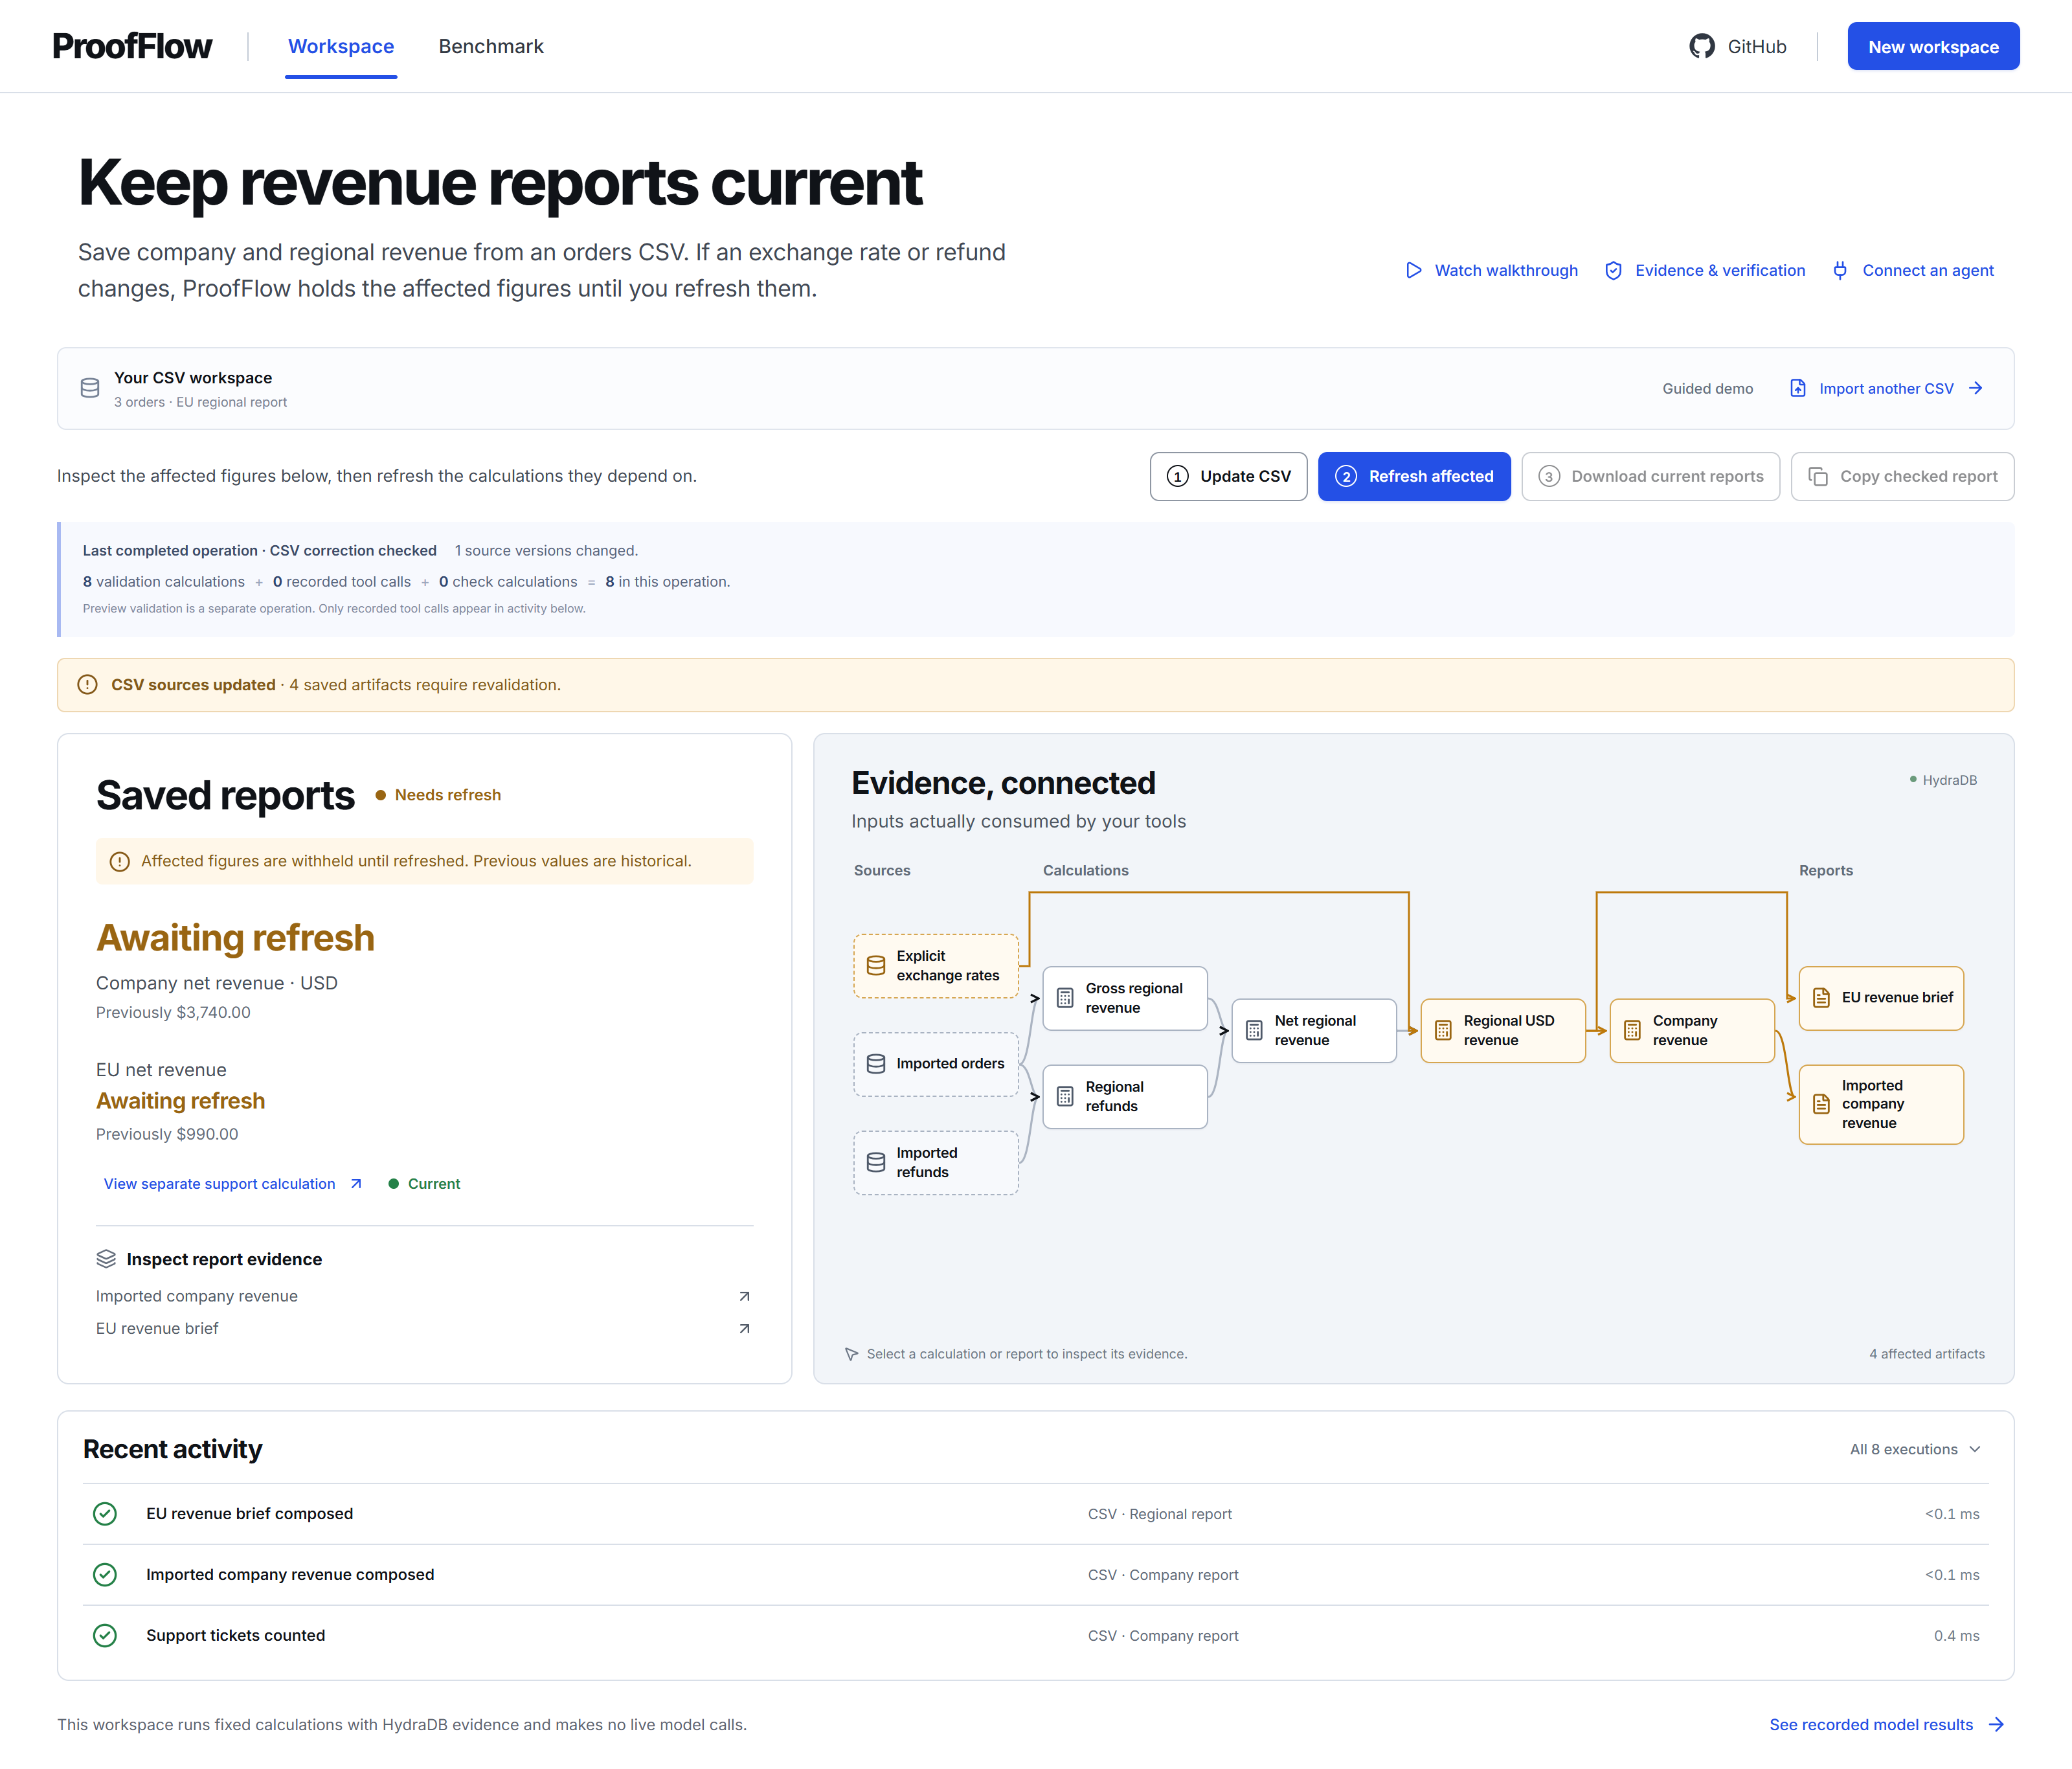 ProofFlow
Workspace
Benchmark
GitHub
New workspace
Keep revenue reports current
Save company and regional revenue from an orders CSV. If an exchange rate or refund
changes, ProofFlow holds the affected figures until you refresh them.
Watch walkthrough
Evidence & verification
Connect an agent
Your CSV workspace
3 orders · EU regional report
Guided demo
Import another CSV
Inspect the affected figures below, then refresh the calculations they depend on.
1 Update CSV
2 Refresh affected
3 Download current reports
Copy checked report
Last completed operation · CSV correction checked 1 source versions changed.
8 validation calculations + 0 recorded tool calls + 0 check calculations = 8 in this operation.
Preview validation is a separate operation. Only recorded tool calls appear in activity below.
CSV sources updated · 4 saved artifacts require revalidation.
Saved reports
Needs refresh
Affected figures are withheld until refreshed. Previous values are historical.
Awaiting refresh
Company net revenue · USD
Previously $3,740.00
EU net revenue
Awaiting refresh
Previously $990.00
View separate support calculation
Current
Inspect report evidence
Imported company revenue
EU revenue brief
Evidence, connected
HydraDB
Inputs actually consumed by your tools
Sources
Calculations
Reports
Explicit
exchange rates
Imported orders
Imported
refunds
Gross regional
revenue
Regional
refunds
Net regional
revenue
Regional USD
revenue
Company
revenue
EU revenue brief
Imported
company
revenue
Select a calculation or report to inspect its evidence.
4 affected artifacts
Recent activity
All 8 executions
EU revenue brief composed
CSV · Regional report
<0.1 ms
Imported company revenue composed
CSV · Company report
<0.1 ms
Support tickets counted
CSV · Company report
0.4 ms
This workspace runs fixed calculations with HydraDB evidence and makes no live model calls.
See recorded model results